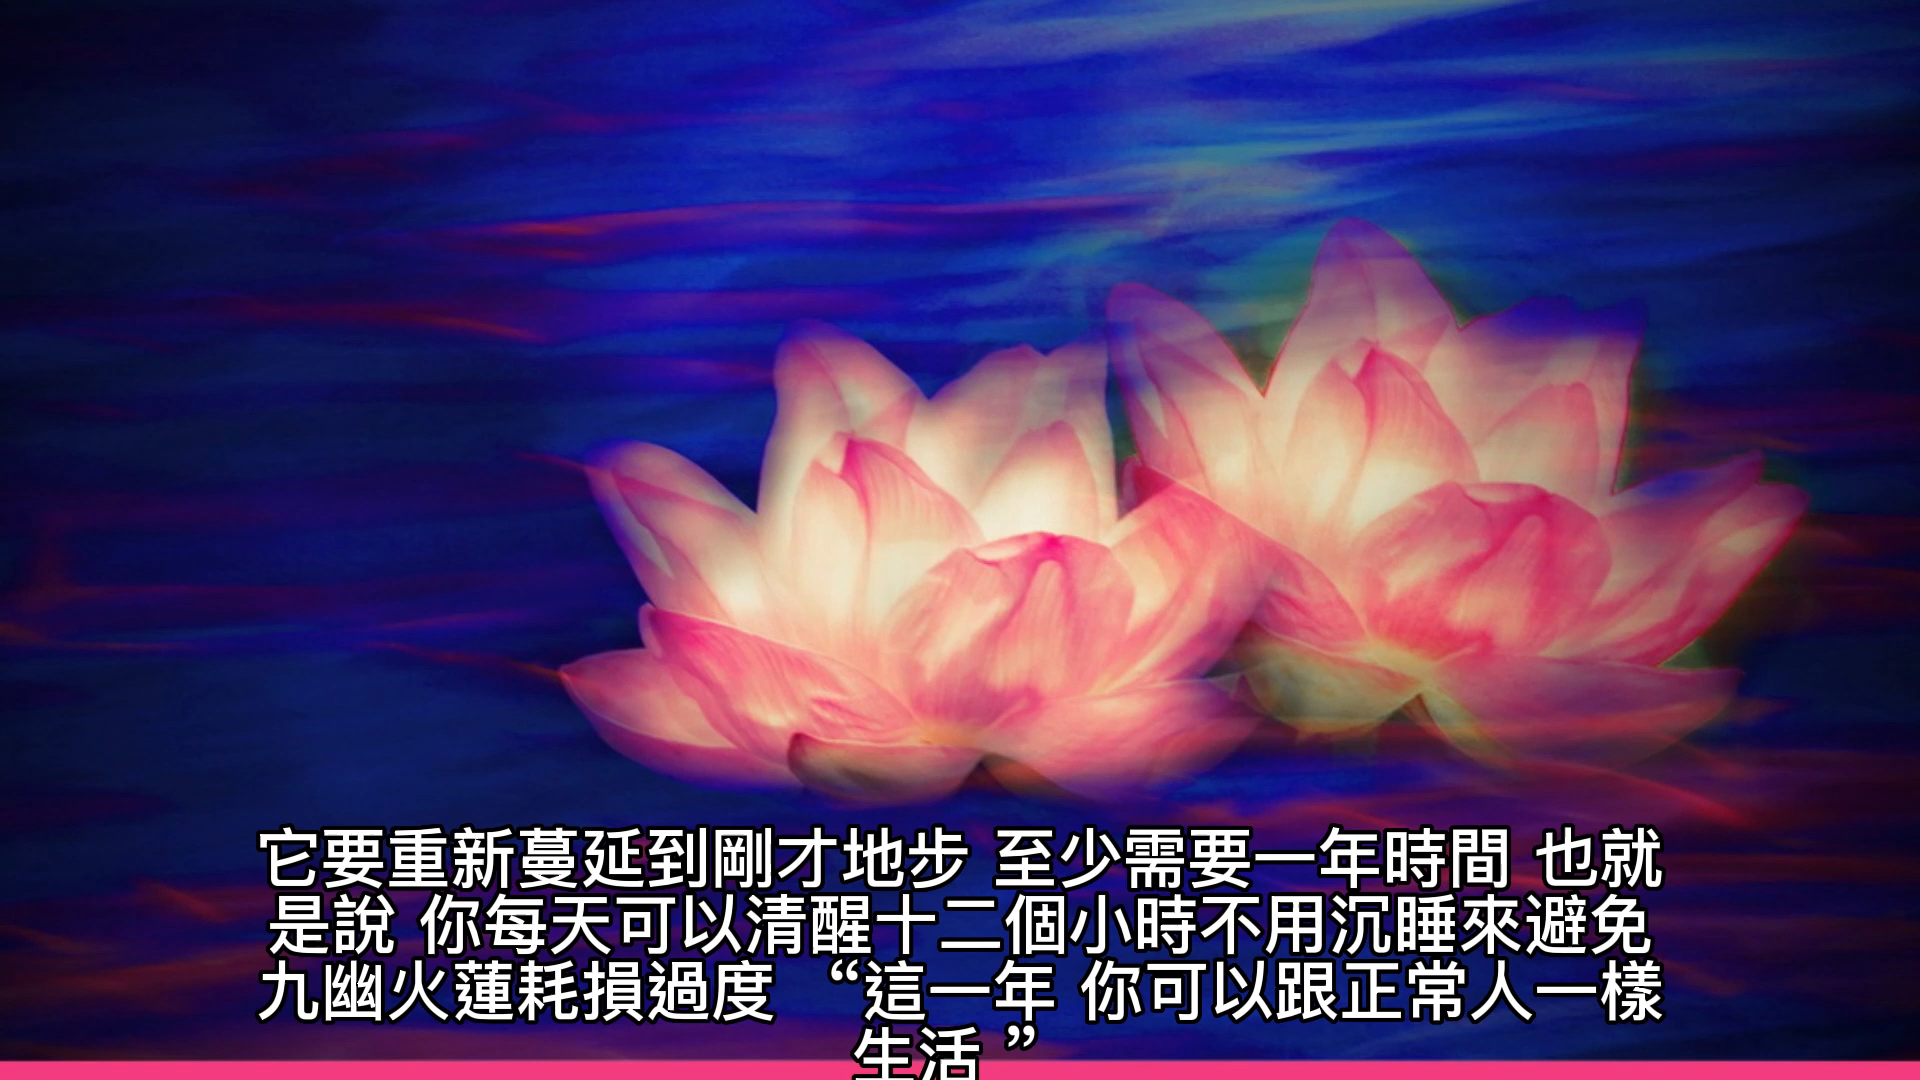 它要重新蔓延到剛才地步 至少需要一年時間 也就
是說 你每天可以清醒十二個小時不用沉睡來避免
九幽火蓮耗損過度 “這一年 你可以跟正常人一樣
生活 ”